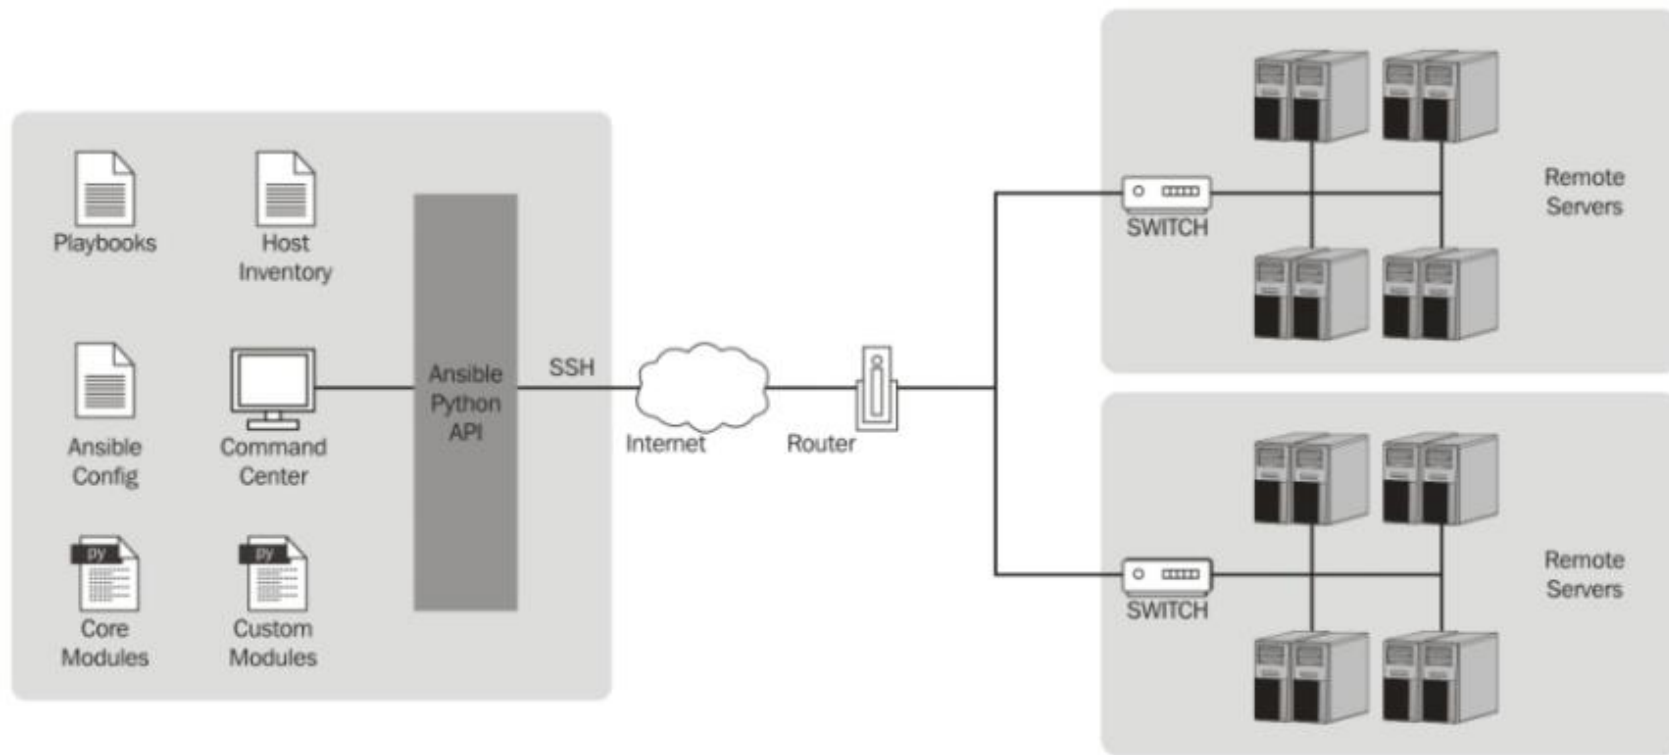 Playbooks
Host
Inventory
Ansible
Config
Command
Center
py
Core
Modules
py
Custom
Modules
Ansible
Python
API
SSH
Internet
Router
SWITCH
Remote
Servers
SWITCH
Remote
Servers